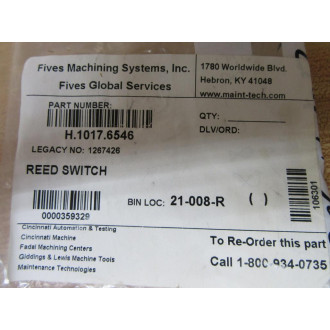 Fives Machining Systems, Inc.
Fives Global Services
1780 Worldwide Blvd.
Hebron, KY 41048
www.maint-tech.com
PART NUMBER:
H.1017.6546
QTY:
DLV/ORD:
LEGACY NO: 1267426
REED SWITCH
0000359329
BIN LOC: 21-008-R ( )
106301
Cincinnati Automation & Testing
Cincinnati Machine
Fadal Machining Centers
Giddings & Lewis Machine Tools
Maintenance Technologies
To Re-Order this part
Call 1-800-934-0735